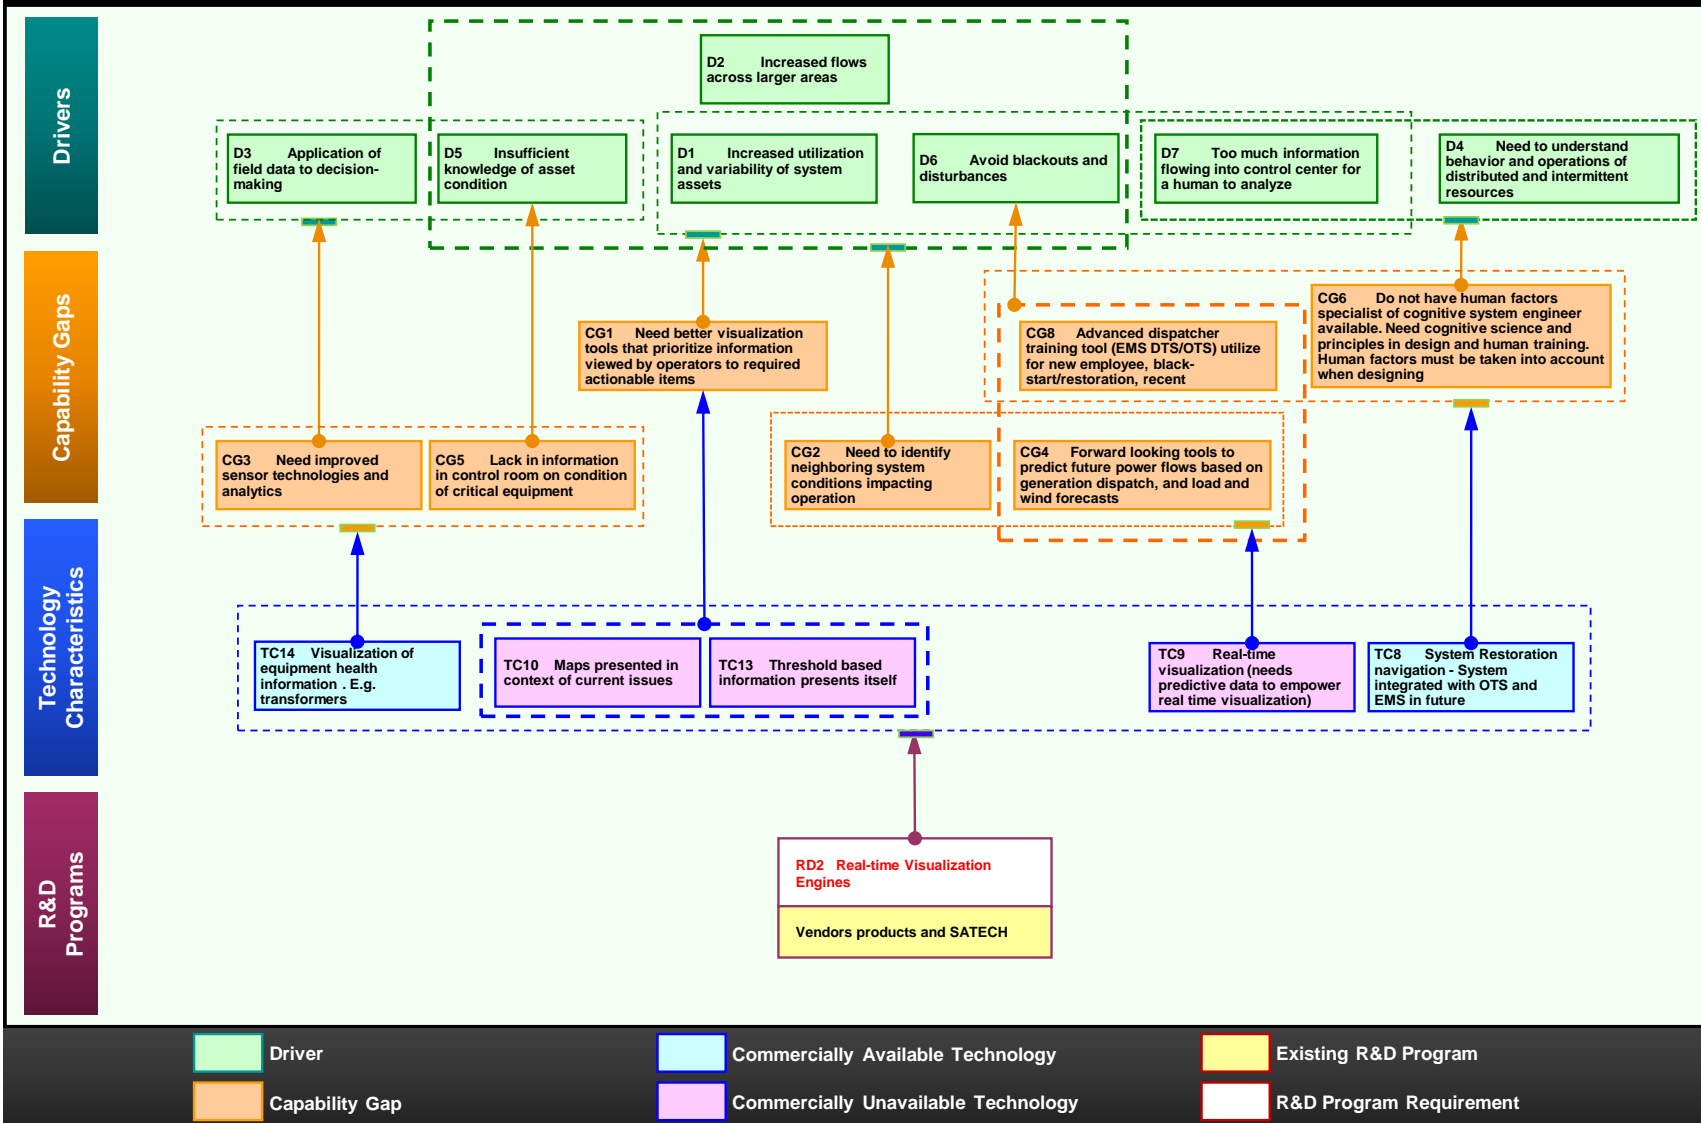 Drivers
D2 Increased flows
across larger areas
D3 Application of
field data to decision-
making
D5 Insufficient
knowledge of asset
condition
D1 Increased utilization
and variability of system
assets
D6 Avoid blackouts and
disturbances
D7 Too much information
flowing into control center for
a human to analyze
D4 Need to understand
behavior and operations of
distributed and intermittent
resources
Capability Gaps
CG1 Need better visualization
tools that prioritize information
viewed by operators to required
actionable items
CG8 Advanced dispatcher
training tool (EMS DTS/OTS) utilize
for new employee, black-
start/restoration, recent
CG6 Do not have human factors
specialist of cognitive system engineer
available. Need cognitive science and
principles in design and human training.
Human factors must be taken into account
when designing
CG3 Need improved
sensor technologies and
analytics
CG5 Lack in information
in control room on condition
of critical equipment
CG2 Need to identify
neighboring system
conditions impacting
operation
CG4 Forward looking tools to
predict future power flows based on
generation dispatch, and load and
wind forecasts
Technology
Characteristics
TC14 Visualization of
equipment health
information . E.g.
transformers
TC10 Maps presented in
context of current issues
TC13 Threshold based
information presents itself
TC9 Real-time
visualization (needs
predictive data to empower
real time visualization)
TC8 System Restoration
navigation - System
integrated with OTS and
EMS in future
R&D
Programs
RD2 Real-time Visualization
Engines
Vendors products and SATECH
Driver
Commercially Available Technology
Existing R&D Program
Capability Gap
Commercially Unavailable Technology
R&D Program Requirement